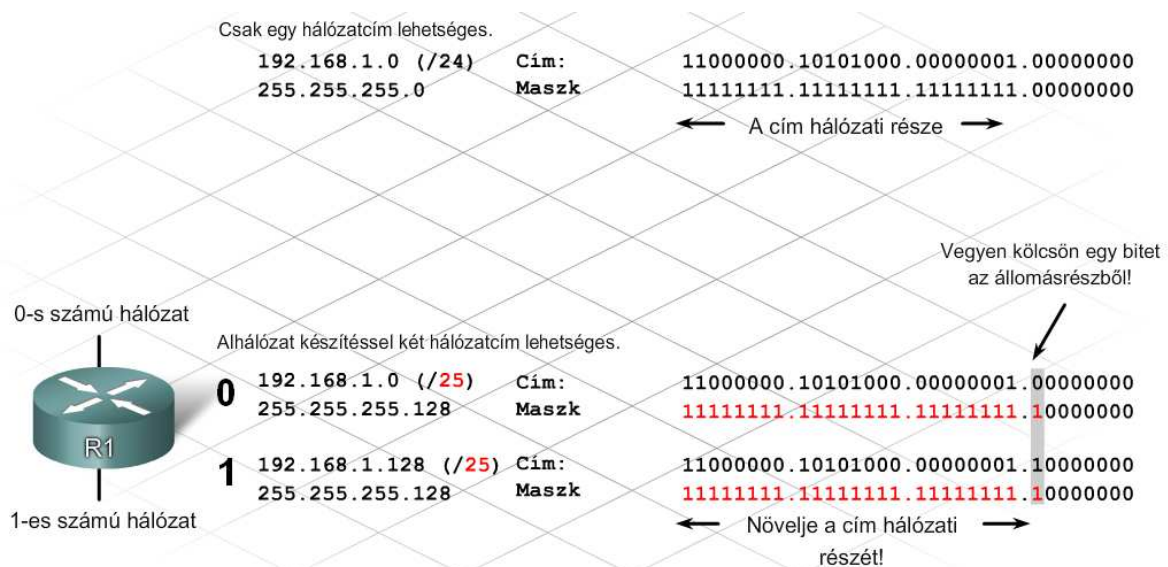 Csak egy hálózatcím lehetséges.
192.168.1.0 (/24) Cím: 11000000.10101000.00000001.00000000
255.255.255.0 Maszk 11111111.11111111.11111111.00000000
A cím hálózati része
Vegyen kölcsön egy bitet
az állomásrészből!
0-s számú hálózat
Alhálózat készítéssel két hálózatcím lehetséges.
0 192.168.1.0 (/25) Cím: 11000000.10101000.00000001.00000000
255.255.255.128 Maszk 11111111.11111111.11111111.10000000
R1
1 192.168.1.128 (/25) Cím: 11000000.10101000.00000001.10000000
255.255.255.128 Maszk 11111111.11111111.11111111.10000000
1-es számú hálózat
Növelje a cím hálózati
részét!